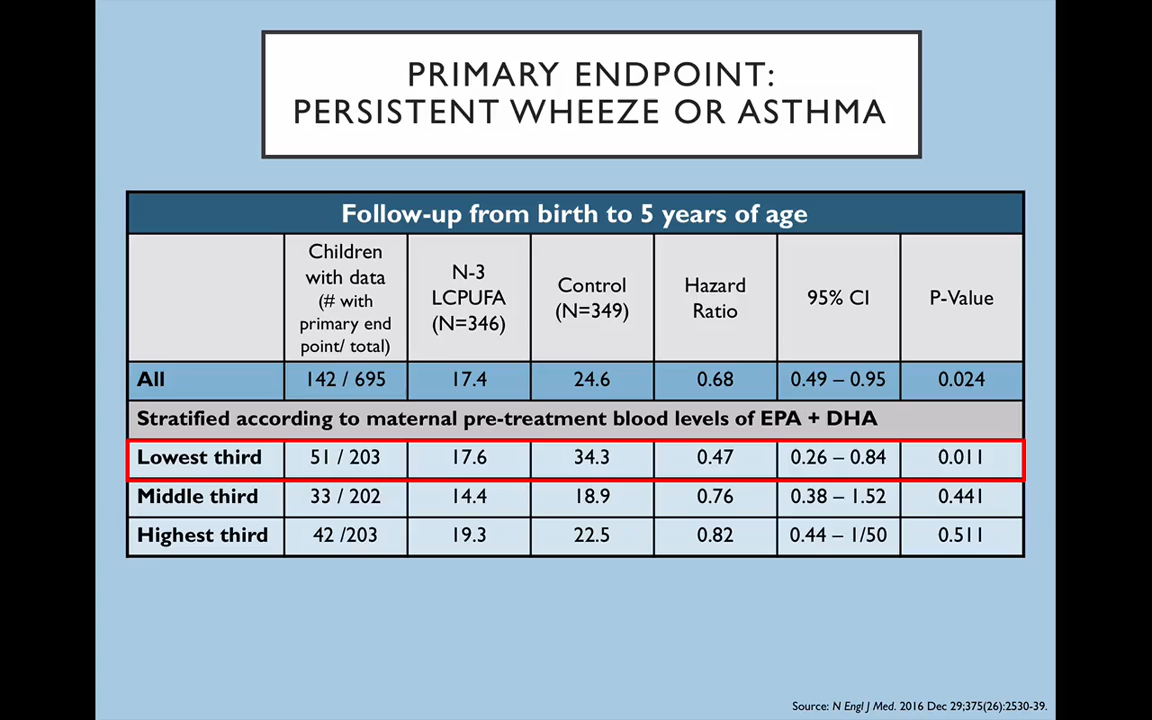 PRIMARY ENDPOINT:
PERSISTENT WHEEZE OR ASTHMA
Follow-up from birth to 5 years of age
Children
with data
(# with
primary end
point/ total)
N-3
LCPUFA
(N=346)
Control
(N=349)
Hazard
Ratio
95% CI
P-Value
All 142 / 695 17.4 24.6 0.68 0.49 – 0.95 0.024
Stratified according to maternal pre-treatment blood levels of EPA + DHA
Lowest third 51 / 203 17.6 34.3 0.47 0.26 – 0.84 0.011
Middle third 33 / 202 14.4 18.9 0.76 0.38 – 1.52 0.441
Highest third 42 /203 19.3 22.5 0.82 0.44 – 1/50 0.511
Source: N Engl J Med. 2016 Dec 29;375(26):2530-39.